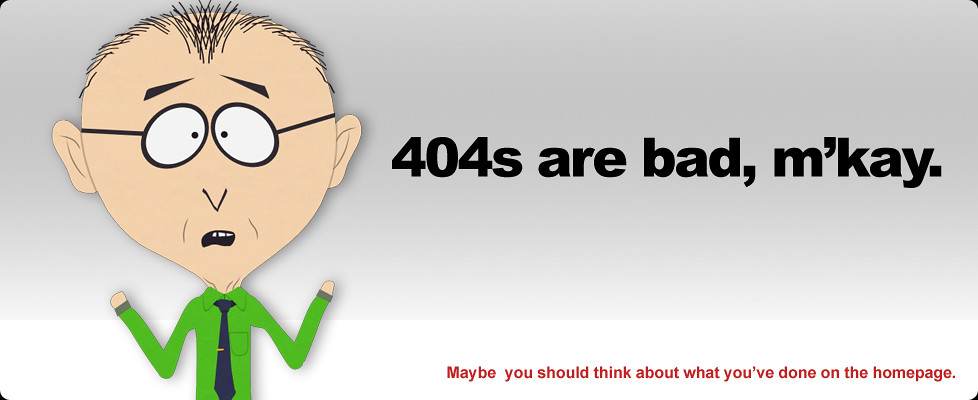 404s are bad, m’kay.
Maybe  you should think about what you’ve done on the homepage.